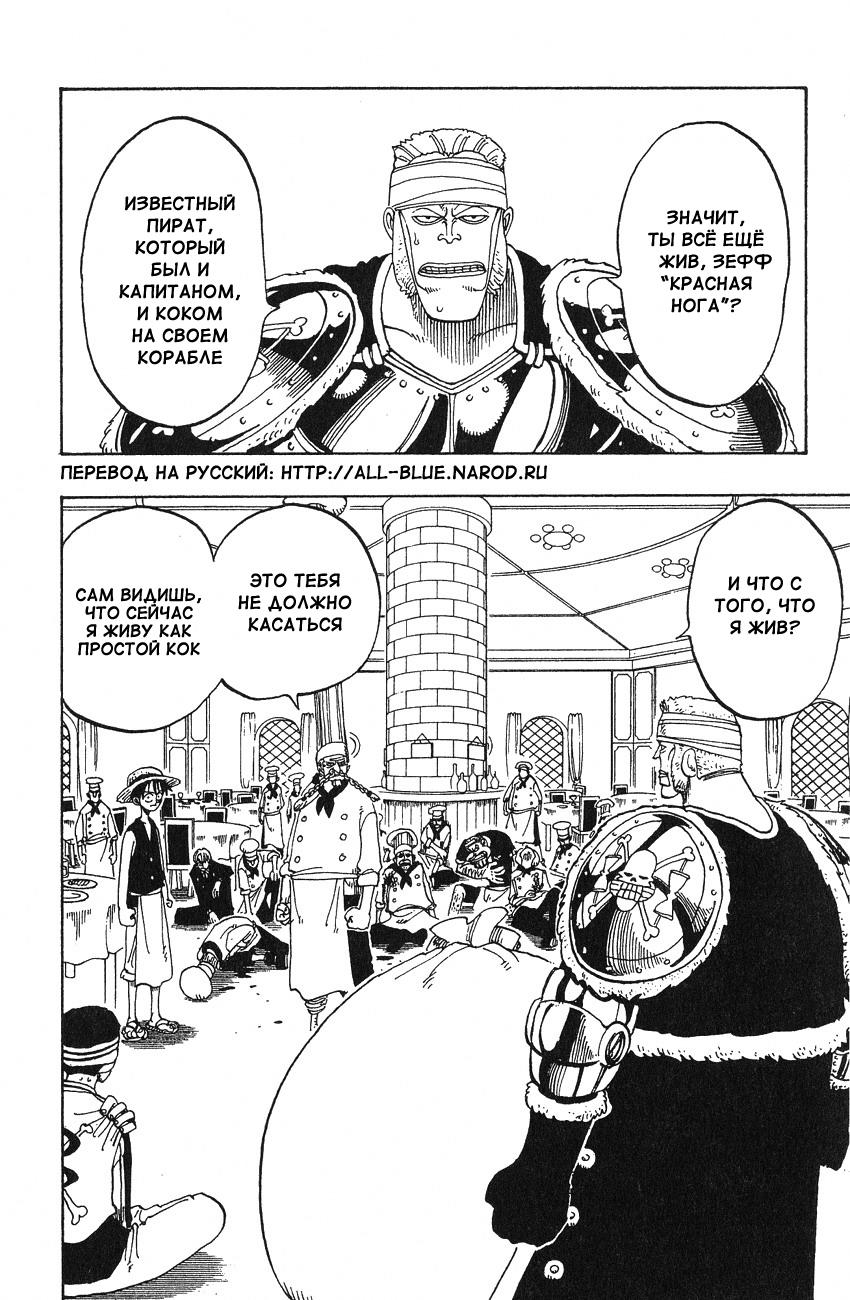 ЗНАЧИТ,
ТЫ ВСЁ ЕЩЁ
ЖИВ, ЗЕФФ
“КРАСНАЯ
НОГА”?
ИЗВЕСТНЫЙ
ПИРАТ,
КОТОРЫЙ
БЫЛ И
КАПИТАНОМ,
И КОКОМ
НА СВОЕМ
КОРАБЛЕ
ПЕРЕВОД НА РУССКИЙ: HTTP://ALL-BLUE.NAROD.RU
И ЧТО С
ТОГО, ЧТО
Я ЖИВ?
ЭТО ТЕБЯ
НЕ ДОЛЖНО
КАСАТЬСЯ
САМ ВИДИШЬ,
ЧТО СЕЙЧАС
Я ЖИВУ КАК
ПРОСТОЙ КОК